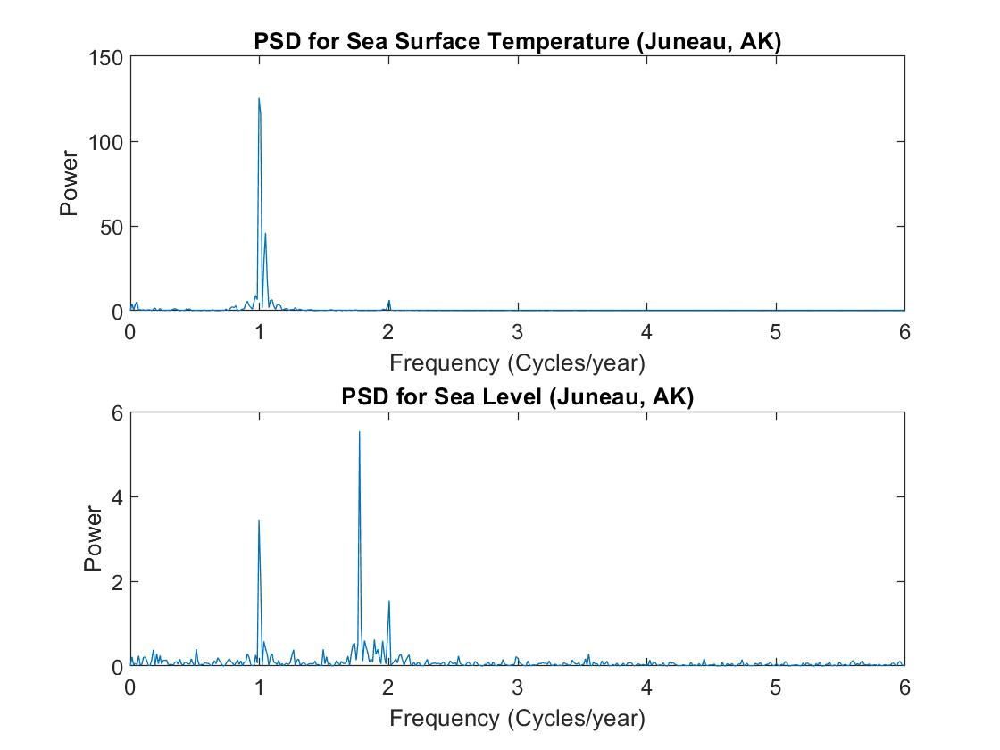 PSD for Sea Surface Temperature (Juneau, AK)
150
100
50
0
Power
0 1 2 3 4 5 6
Frequency (Cycles/year)
PSD for Sea Level (Juneau, AK)
6
4
2
0
Power
0 1 2 3 4 5 6
Frequency (Cycles/year)